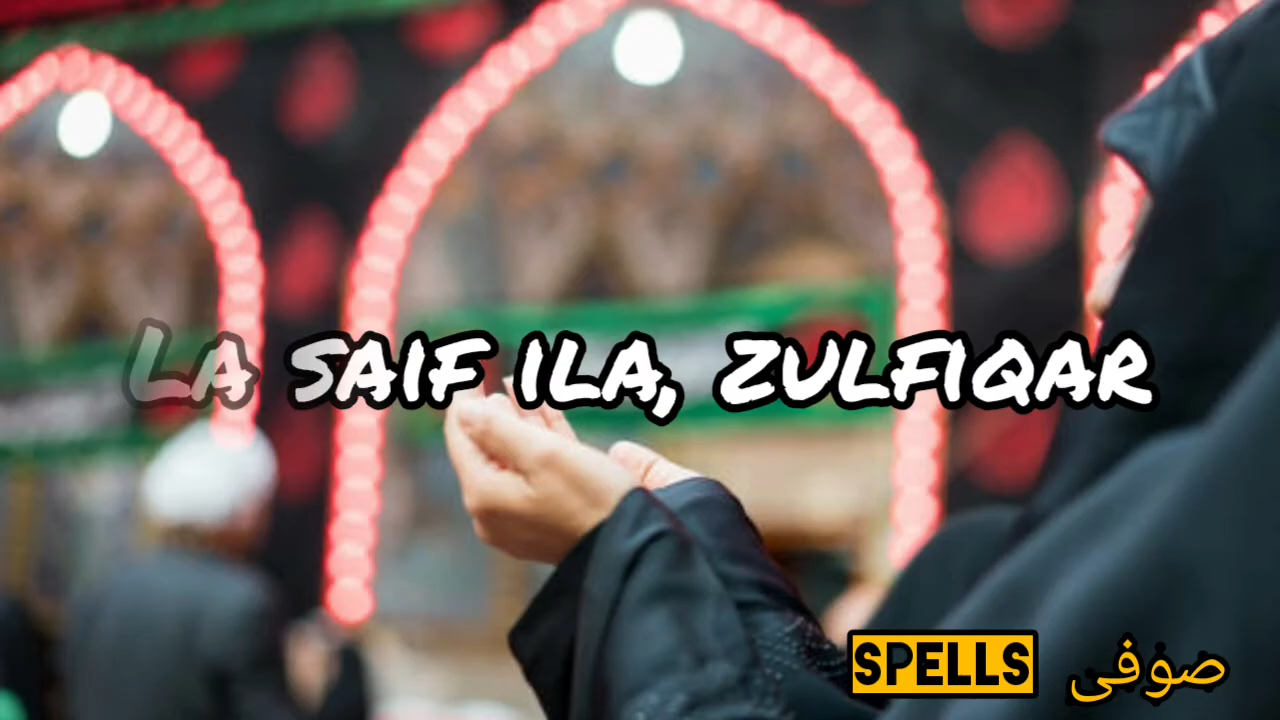 La saif ila, zulfiqar
SPELLS صوفی